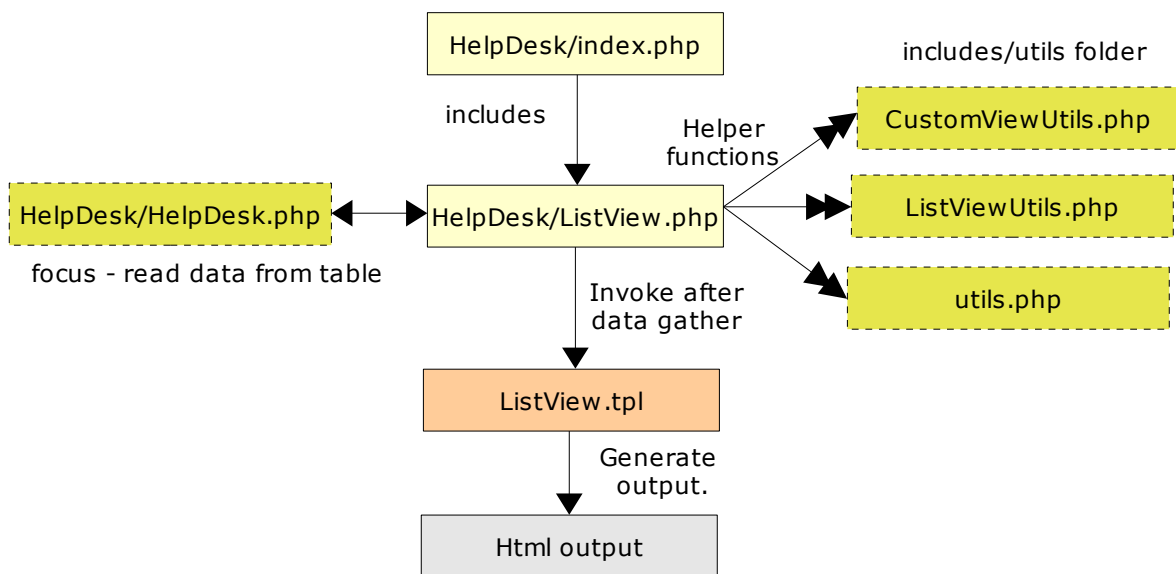 HelpDesk/index.php
includes/utils folder
includes
CustomViewUtils.php
Helper
functions
HelpDesk/HelpDesk.php
HelpDesk/ListView.php
ListViewUtils.php
focus - read data from table
Invoke after
data gather
utils.php
ListView.tpl
Generate
output.
Html output